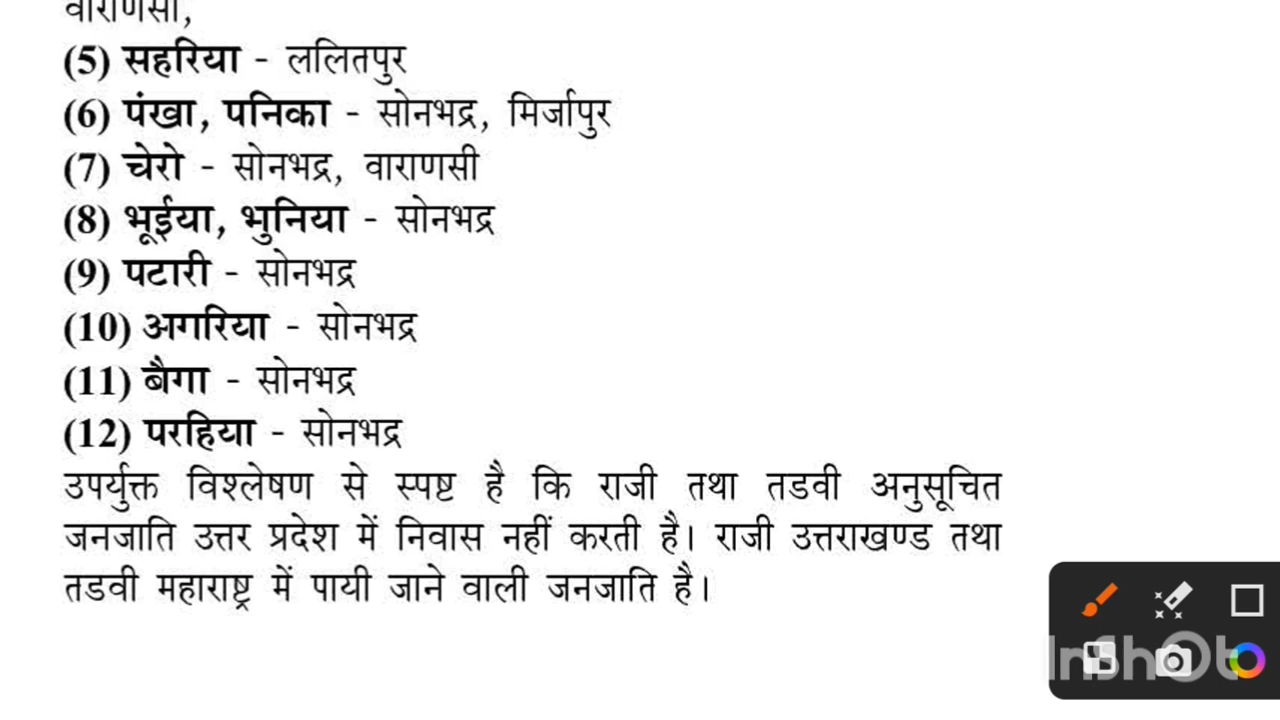 वाराणसी,
(5) सहरिया - ललितपुर
(6) पंखा, पनिका - सोनभद्र, मिर्जापुर
(7) चेरो - सोनभद्र, वाराणसी
(8) भूईया, भुनिया - सोनभद्र
(9) पटारी - सोनभद्र
(10) अगरिया - सोनभद्र
(11) बैगा - सोनभद्र
(12) परहिया - सोनभद्र
उपर्युक्त विश्लेषण से स्पष्ट है कि राजी तथा तडवी अनुसूचित
जनजाति उत्तर प्रदेश में निवास नहीं करती है। राजी उत्तराखण्ड तथा
तडवी महाराष्ट्र में पायी जाने वाली जनजाति है।
InShOt